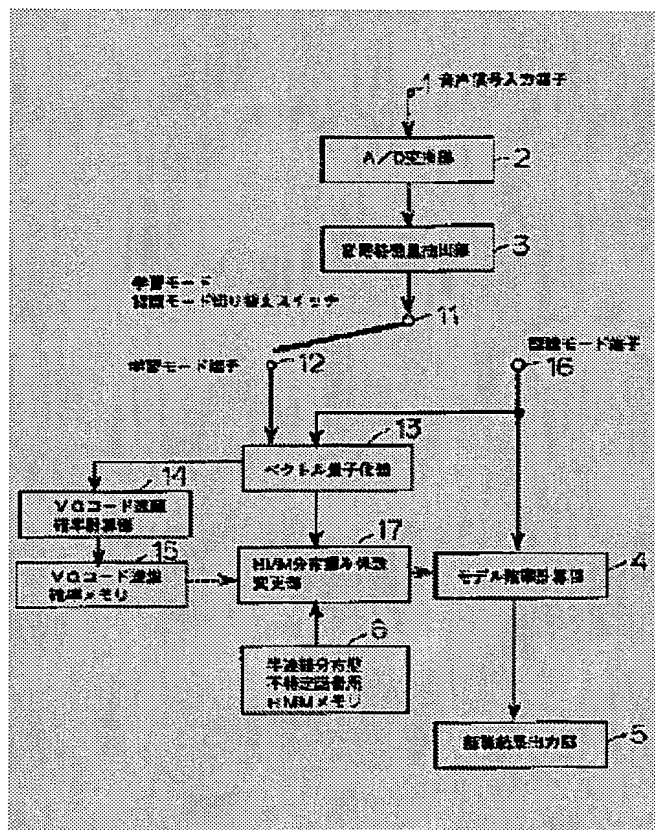 1 音声信号入力端子
A/D変換部 2
音声特徴量抽出部 3
学習モード
認識モード切り替えスイッチ
11
学習モード端子 12
認識モード端子
16
13
ベクトル量子化部
14
VQコード遷移
確率計算部
15
VQコード遷移
確率メモリ
17
HMM分布重み係数
変更部
モデル確率計算部 4
6
半連続分布型
不特定話者用
HMMメモリ
認識結果出力部 5